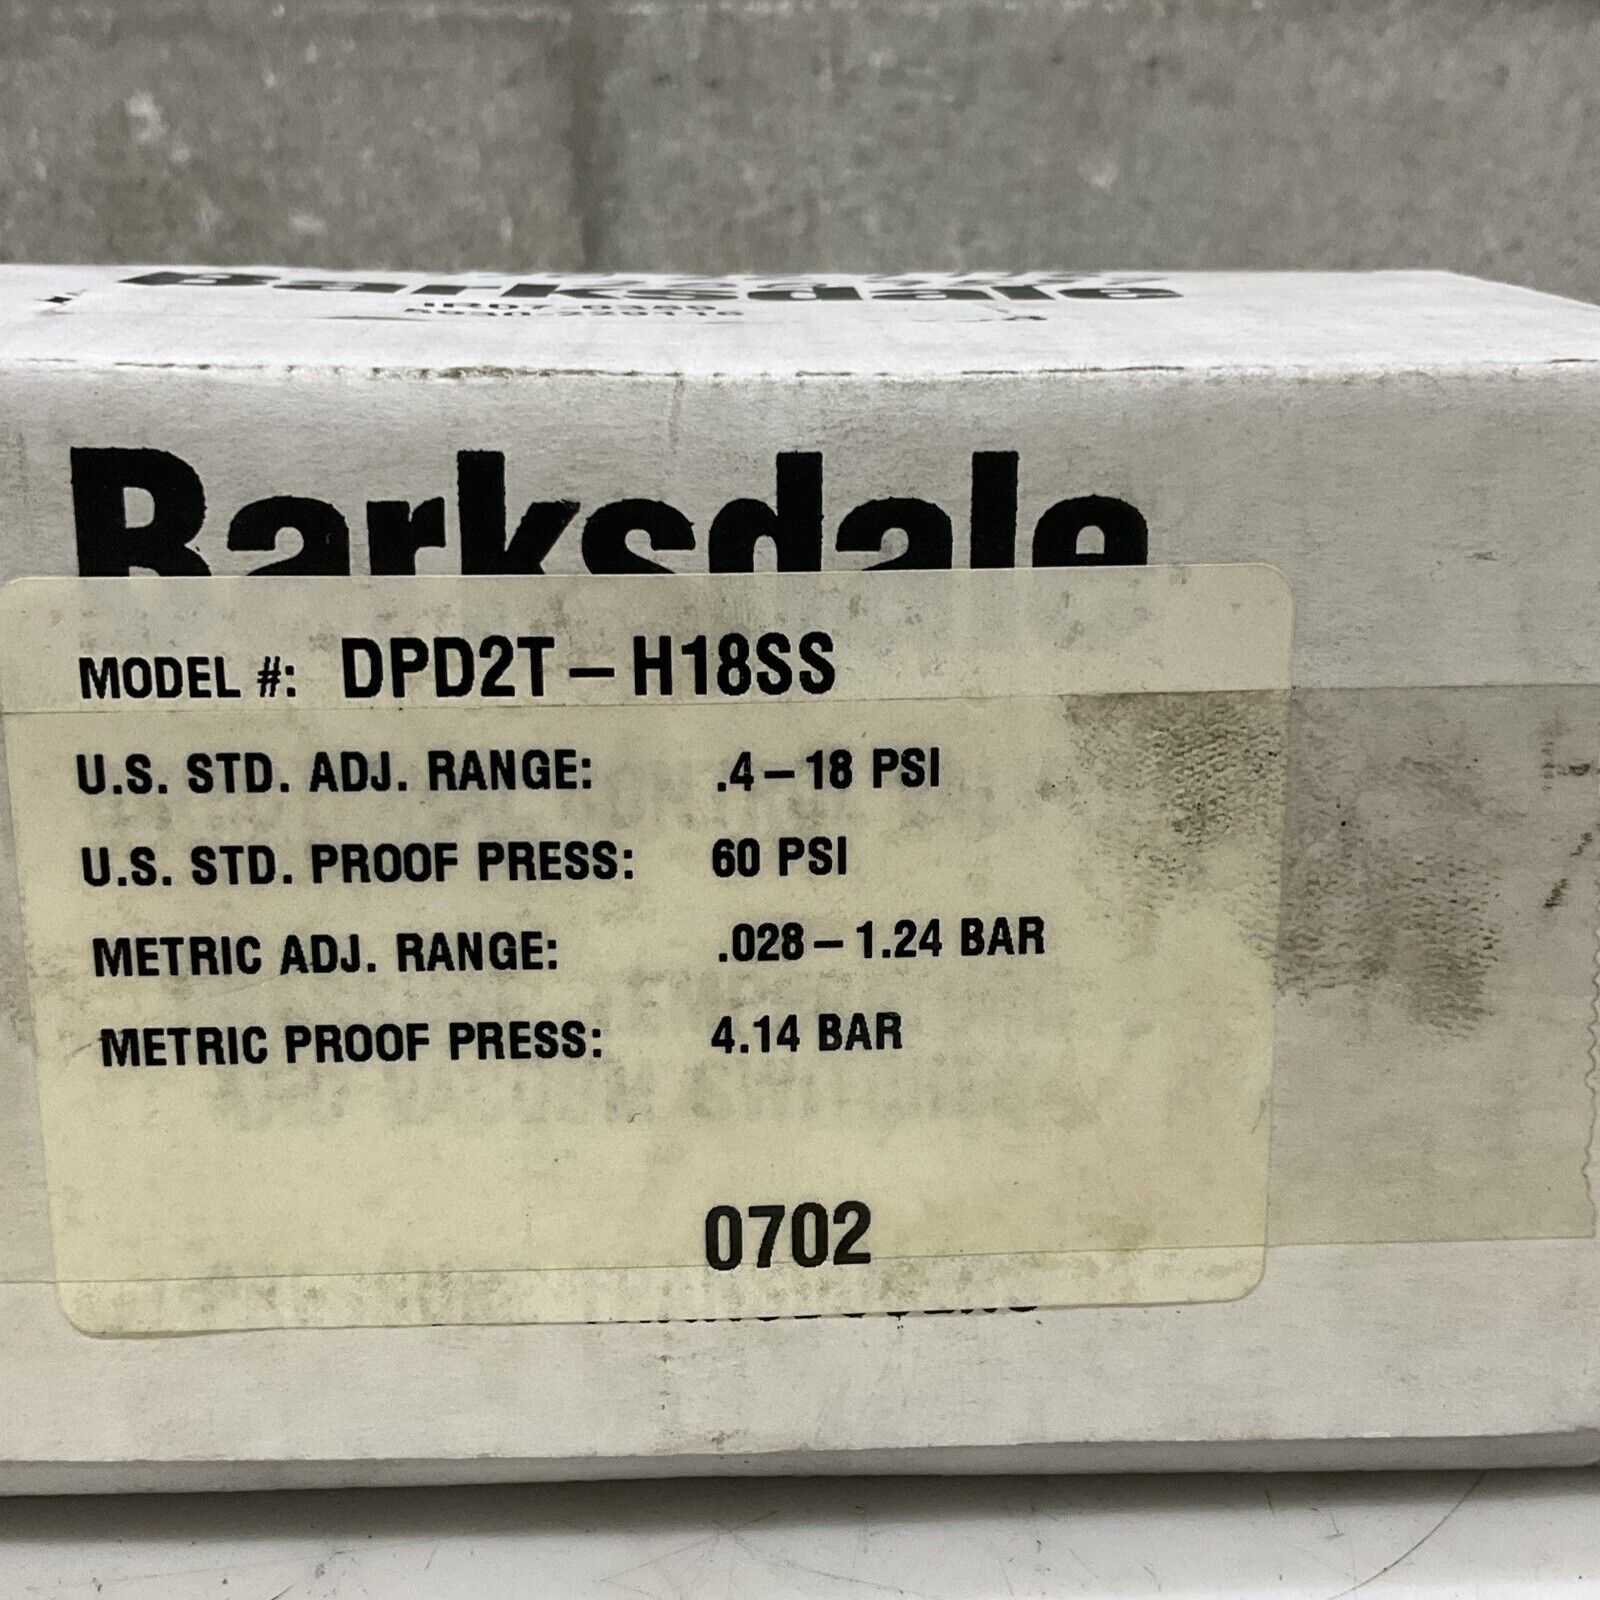 Barksdale
Barksdale
MODEL #: DPD2T – H18SS
U.S. STD. ADJ. RANGE: .4 – 18 PSI
U.S. STD. PROOF PRESS: 60 PSI
METRIC ADJ. RANGE: .028 – 1.24 BAR
METRIC PROOF PRESS: 4.14 BAR
0702